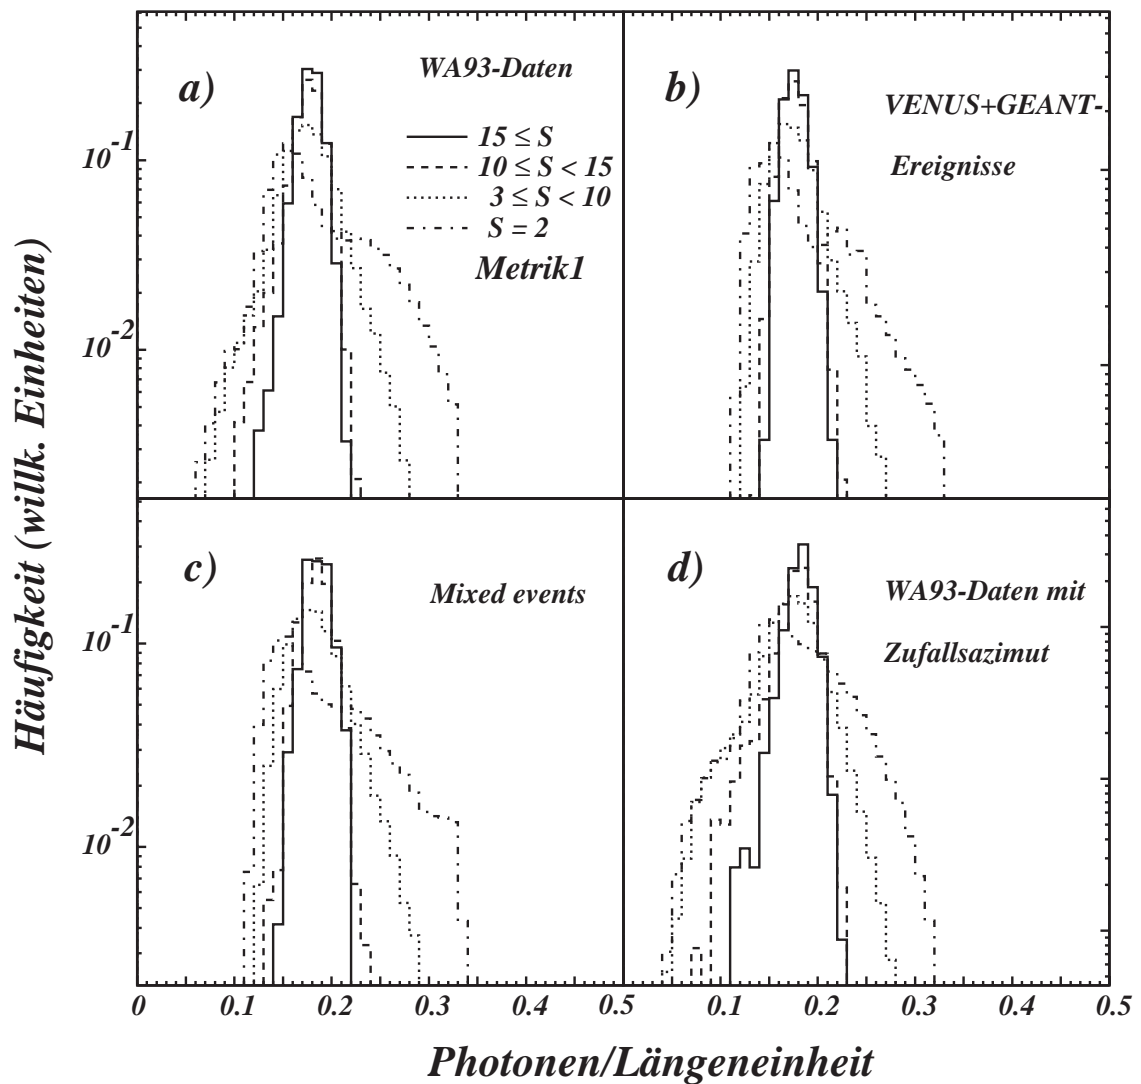 a)
WA93-Daten
15 ≤ S
10 ≤ S < 15
3 ≤ S < 10
S = 2
Metrik1
b)
VENUS+GEANT-
Ereignisse
c)
Mixed events
d)
WA93-Daten mit
Zufallsazimut
10-1
10-2
10-1
10-2
0 0.1 0.2 0.3 0.4 0.5 0.1 0.2 0.3 0.4 0.5
Häufigkeit (willk. Einheiten)
Photonen/Längeneinheit